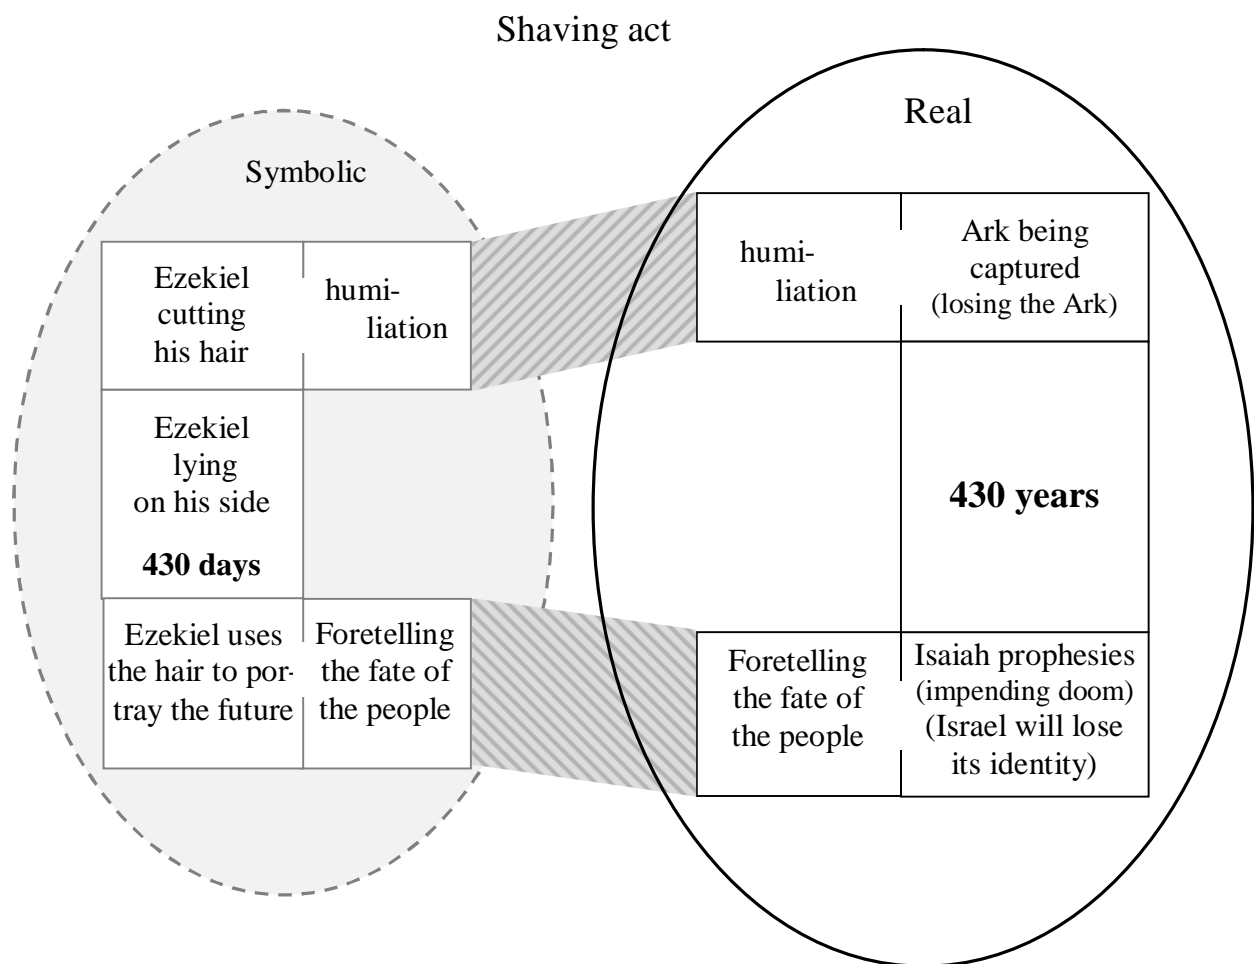 Shaving act
Symbolic
Ezekiel
cutting
his hair
humi-
liation
Ezekiel
lying
on his side
430 days
Ezekiel uses
the hair to por-
tray the future
Foretelling
the fate of
the people
Real
humi-
liation
Ark being
captured
(losing the Ark)
430 years
Foretelling
the fate of
the people
Isaiah prophesies
(impending doom)
(Israel will lose
its identity)